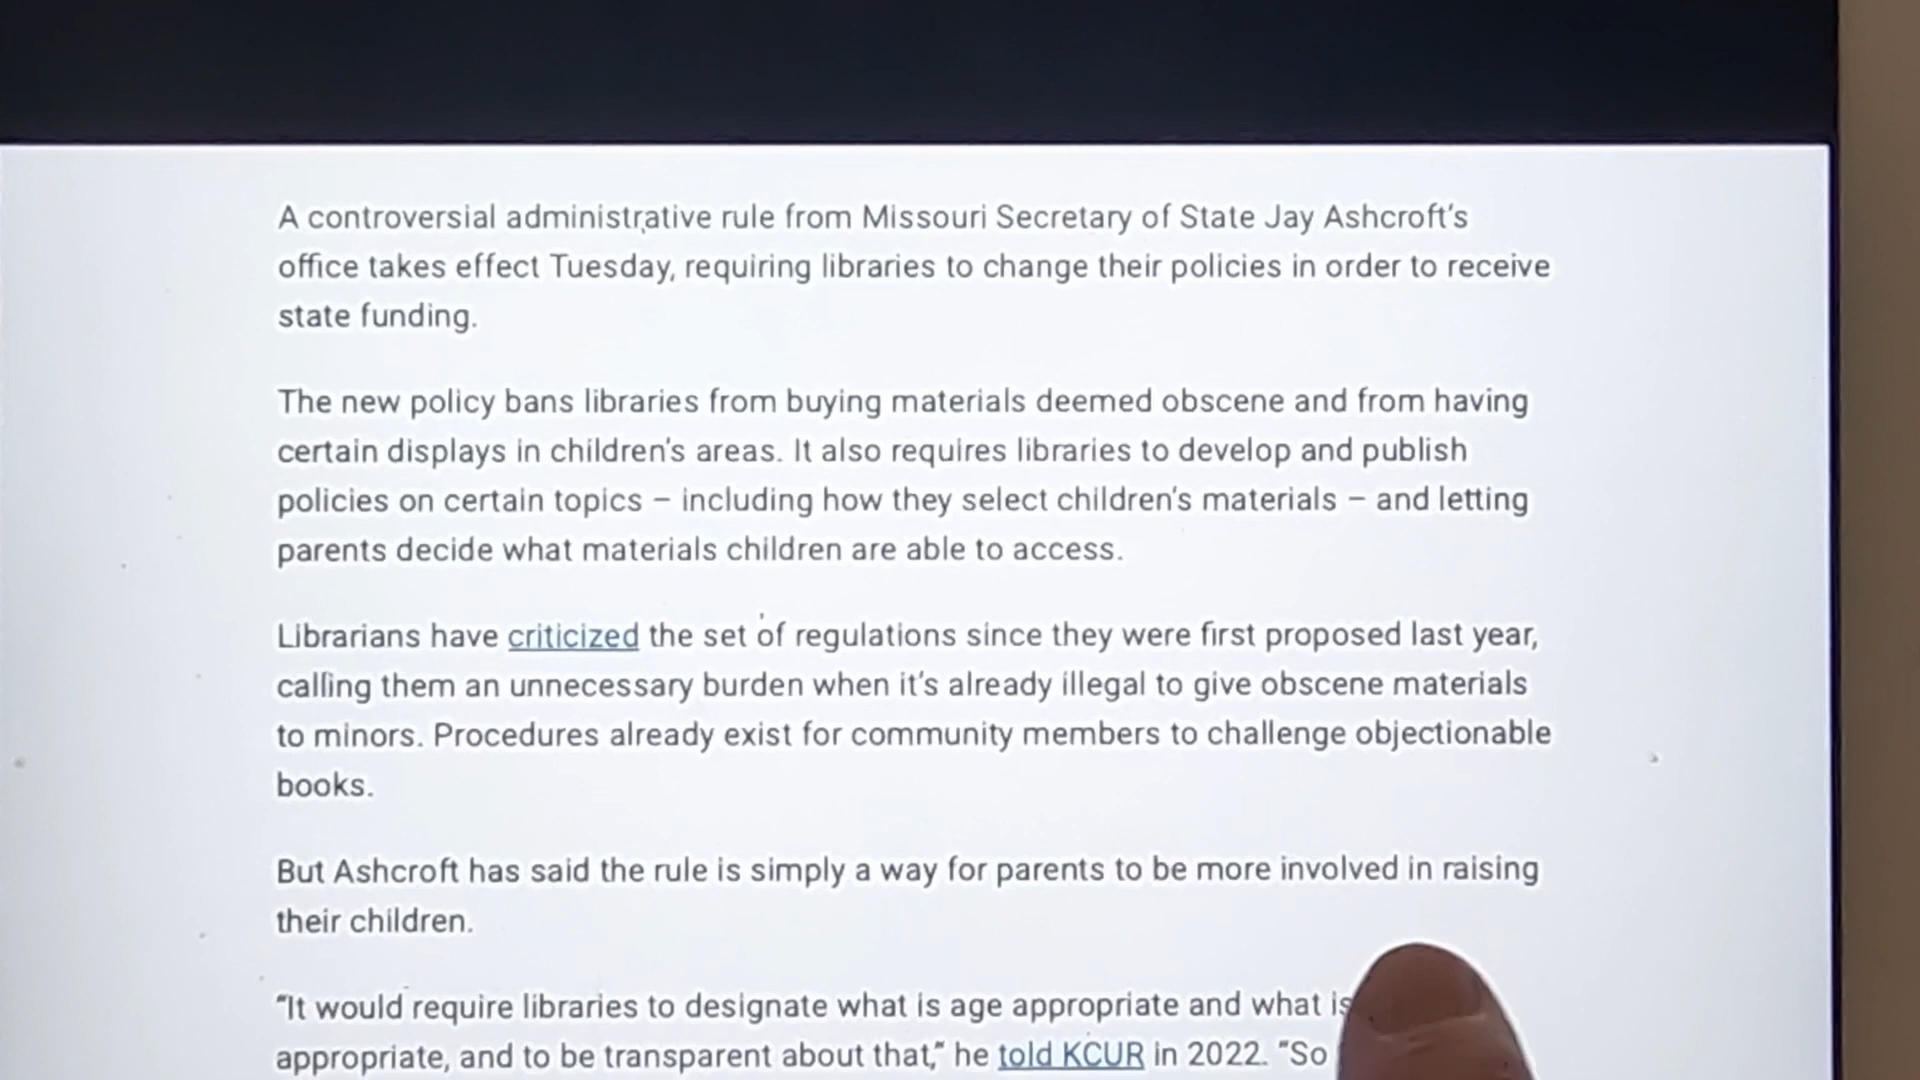 A controversial administrative rule from Missouri Secretary of State Jay Ashcroft's
office takes effect Tuesday, requiring libraries to change their policies in order to receive
state funding.
The new policy bans libraries from buying materials deemed obscene and from having
certain displays in children's areas. It also requires libraries to develop and publish
policies on certain topics – including how they select children's materials – and letting
parents decide what materials children are able to access.
Librarians have criticized the set of regulations since they were first proposed last year,
calling them an unnecessary burden when it's already illegal to give obscene materials
to minors. Procedures already exist for community members to challenge objectionable
books.
But Ashcroft has said the rule is simply a way for parents to be more involved in raising
their children.
“It would require libraries to designate what is age appropriate and what is
appropriate, and to be transparent about that,” he told KCUR in 2022. “So